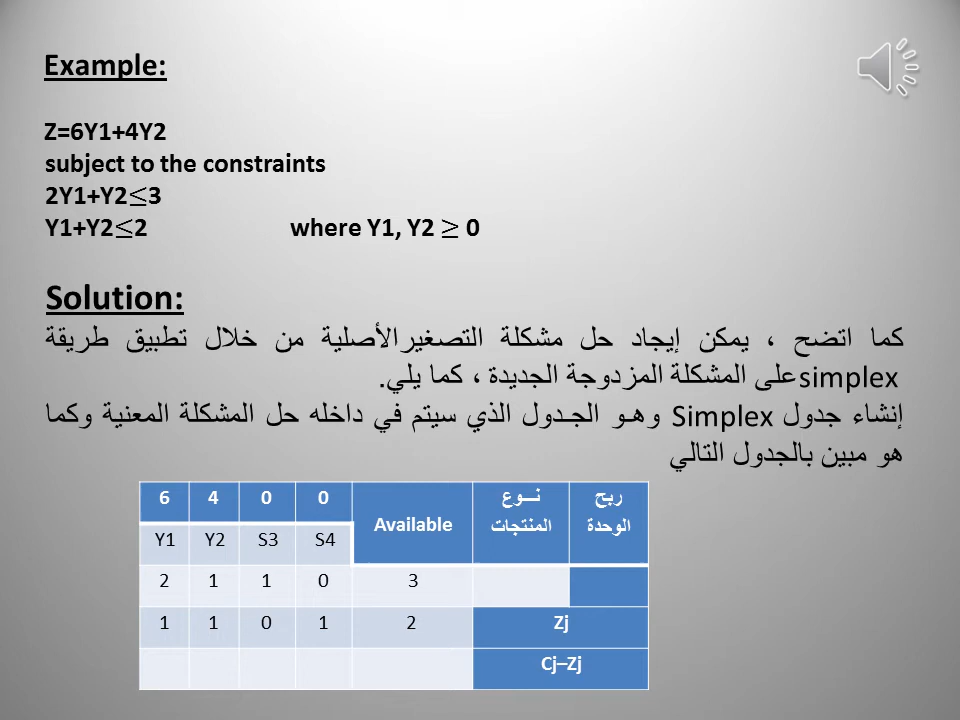 Example:
Z=6Y1+4Y2
subject to the constraints
2Y1+Y2≤3
Y1+Y2≤2 where Y1, Y2 ≥ 0
Solution:
كما اتضح ، يمكن إيجاد حل مشكلة التصغيرالأصلية من خلال تطبيق طريقة
simplexعلى المشكلة المزدوجة الجديدة ، كما يلي.
إنشاء جدول Simplex وهـو الجـدول الذي سيتم في داخله حل المشكلة المعنية وكما
هو مبين بالجدول التالي
6 4 0 0 Available نـــوع المنتجات ربح الوحدة
Y1 Y2 S3 S4
2 1 1 0 3
1 1 0 1 2 Zj
Cj–Zj